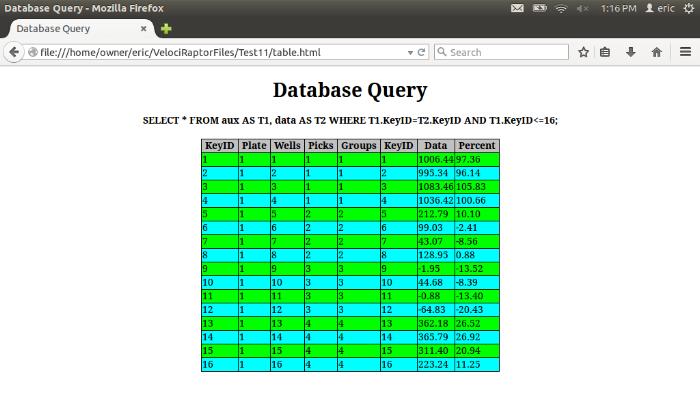 Database Query - Mozilla Firefox
1:16 PM eric
Database Query
file:///home/owner/eric/VelociRaptorFiles/Test11/table.html
Search
Database Query
SELECT * FROM aux AS T1, data AS T2 WHERE T1.KeyID=T2.KeyID AND T1.KeyID<=16;
KeyID Plate Wells Picks Groups KeyID Data Percent
1 1 1 1 1 1 1006.44 97.36
2 1 2 1 1 2 995.34 96.14
3 1 3 1 1 3 1083.46 105.83
4 1 4 1 1 4 1036.42 100.66
5 1 5 2 2 5 212.79 10.10
6 1 6 2 2 6 99.03 -2.41
7 1 7 2 2 7 43.07 -8.56
8 1 8 2 2 8 128.95 0.88
9 1 9 3 3 9 -1.95 -13.52
10 1 10 3 3 10 44.68 -8.39
11 1 11 3 3 11 -0.88 -13.40
12 1 12 3 3 12 -64.83 -20.43
13 1 13 4 4 13 362.18 26.52
14 1 14 4 4 14 365.79 26.92
15 1 15 4 4 15 311.40 20.94
16 1 16 4 4 16 223.24 11.25